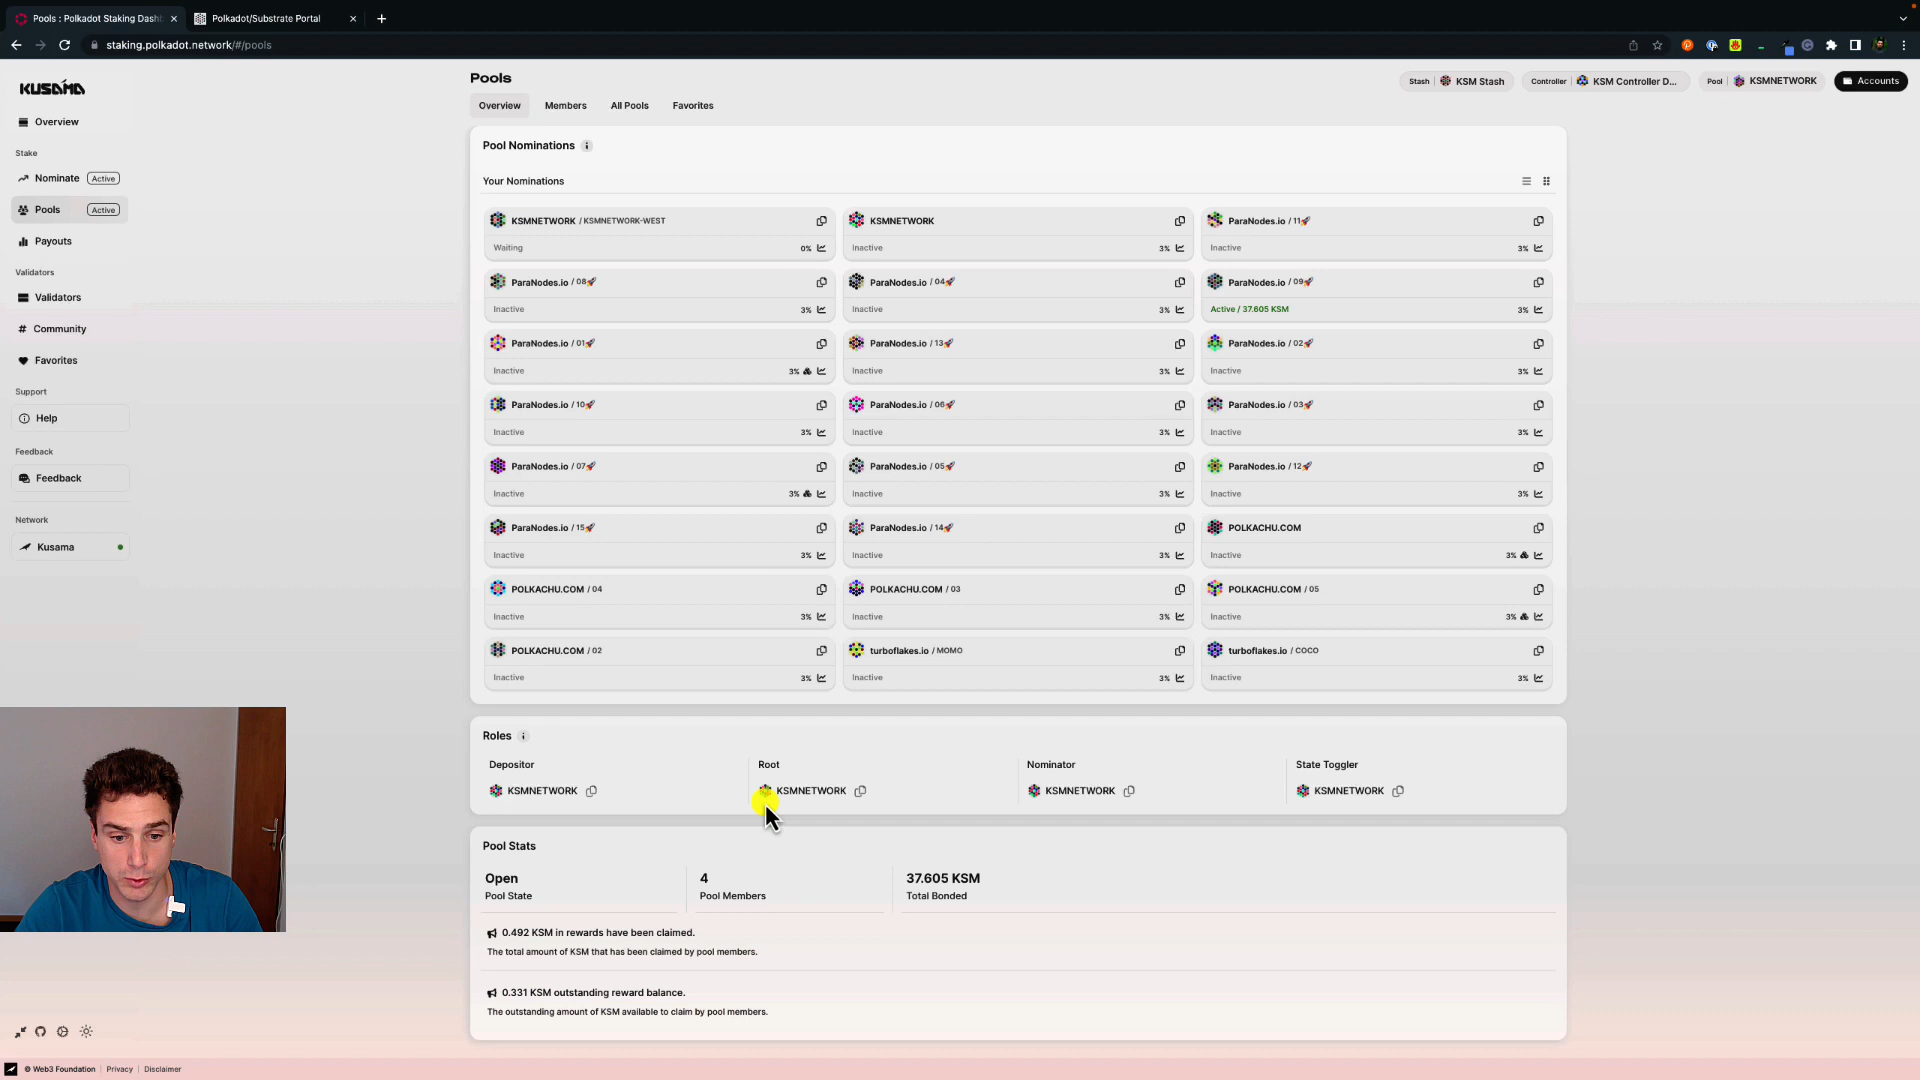 Pools : Polkadot Staking Dash
Polkadot/Substrate Portal
staking.polkadot.network/#/pools
KUSAMA
Overview
Stake
Nominate Active
Pools Active
Payouts
Validators
Validators
# Community
Favorites
Support
Help
Feedback
Feedback
Network
Kusama
Pools
Stash KSM Stash
Controller KSM Controller D...
Pool KSMNETWORK
Accounts
Overview Members All Pools Favorites
Pool Nominations
Your Nominations
KSMNETWORK / KSMNETWORK-WEST
Waiting 0%
KSMNETWORK
Inactive 3%
ParaNodes.io / 11🚀
Inactive 3%
ParaNodes.io / 08🚀
Inactive 3%
ParaNodes.io / 04🚀
Inactive 3%
ParaNodes.io / 09🚀
Active / 37.605 KSM 3%
ParaNodes.io / 01🚀
Inactive 3%
ParaNodes.io / 13🚀
Inactive 3%
ParaNodes.io / 02🚀
Inactive 3%
ParaNodes.io / 10🚀
Inactive 3%
ParaNodes.io / 06🚀
Inactive 3%
ParaNodes.io / 03🚀
Inactive 3%
ParaNodes.io / 07🚀
Inactive 3%
ParaNodes.io / 05🚀
Inactive 3%
ParaNodes.io / 12🚀
Inactive 3%
ParaNodes.io / 15🚀
Inactive 3%
ParaNodes.io / 14🚀
Inactive 3%
POLKACHU.COM
Inactive 3%
POLKACHU.COM / 04
Inactive 3%
POLKACHU.COM / 03
Inactive 3%
POLKACHU.COM / 05
Inactive 3%
POLKACHU.COM / 02
Inactive 3%
turboflakes.io / MOMO
Inactive 3%
turboflakes.io / COCO
Inactive 3%
Roles
Depositor
KSMNETWORK
Root
KSMNETWORK
Nominator
KSMNETWORK
State Toggler
KSMNETWORK
Pool Stats
Open
Pool State
4
Pool Members
37.605 KSM
Total Bonded
0.492 KSM in rewards have been claimed.
The total amount of KSM that has been claimed by pool members.
0.331 KSM outstanding reward balance.
The outstanding amount of KSM available to claim by pool members.
© Web3 Foundation Privacy Disclaimer